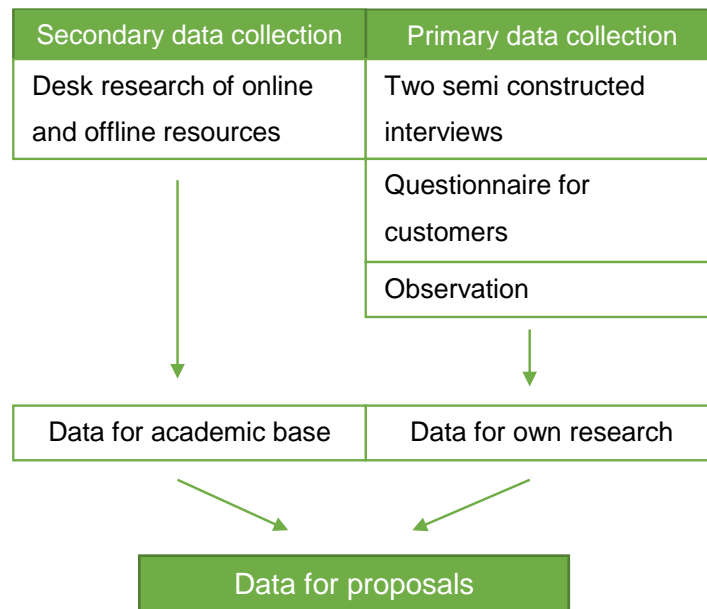 Secondary data collection
Primary data collection
Desk research of online
and offline resources
Two semi constructed
interviews
Questionnaire for
customers
Observation
Data for academic base
Data for own research
Data for proposals